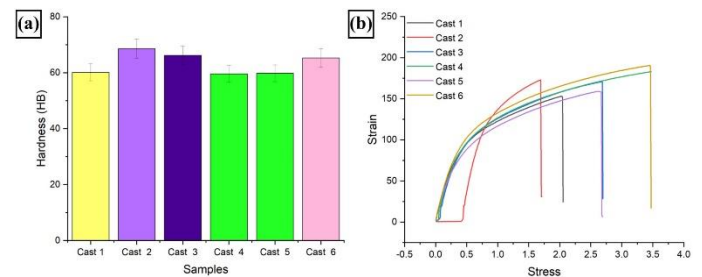 (a)
80
60
40
20
0
Hardness (HB)
Cast 1 Cast 2 Cast 3 Cast 4 Cast 5 Cast 6
Samples
(b)
250
200
150
100
50
0
Strain
Cast 1
Cast 2
Cast 3
Cast 4
Cast 5
Cast 6
-0.5 0.0 0.5 1.0 1.5 2.0 2.5 3.0 3.5 4.0
Stress